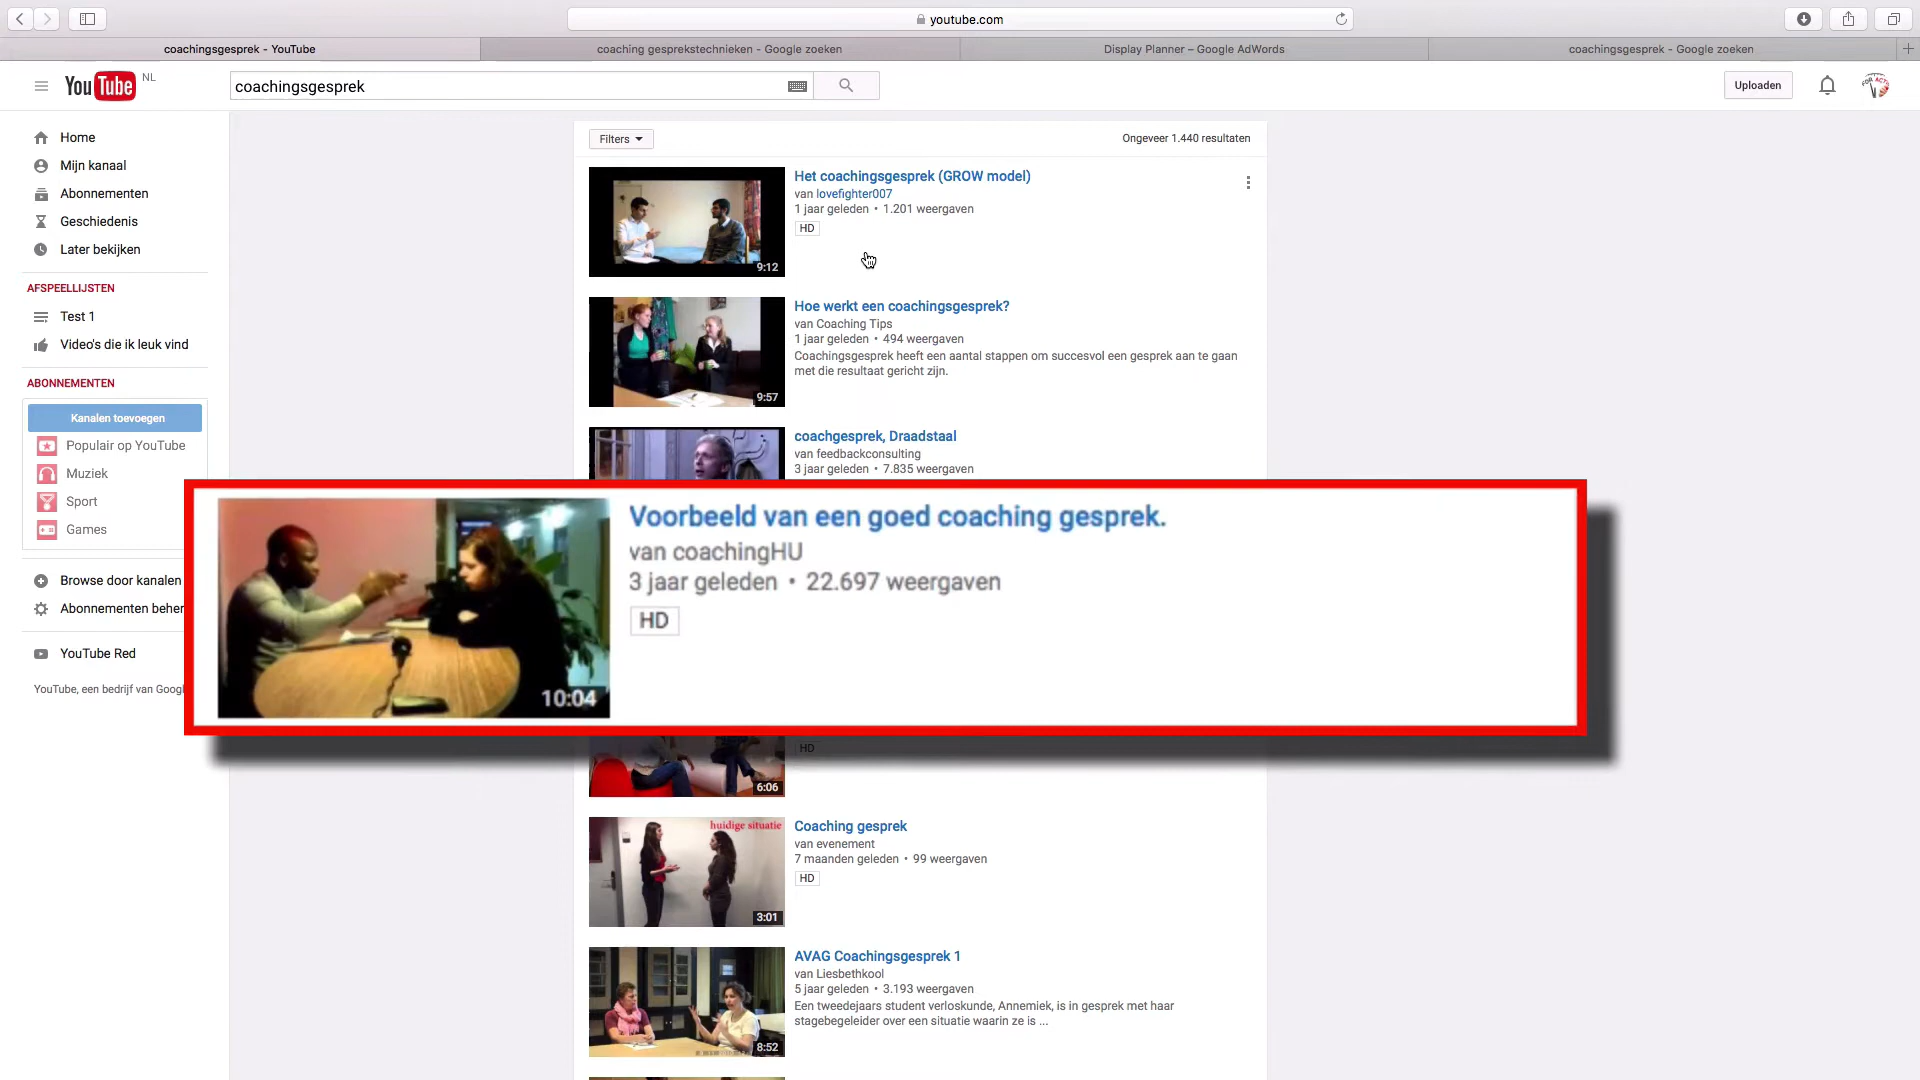 youtube.com
coachingsgesprek - YouTube
coaching gesprekstechnieken - Google zoeken
Display Planner – Google AdWords
coachingsgesprek - Google zoeken
YouTube NL
coachingsgesprek
Uploaden
Home
Mijn kanaal
Abonnementen
Geschiedenis
Later bekijken
AFSPEELLIJSTEN
Test 1
Video's die ik leuk vind
ABONNEMENTEN
Kanalen toevoegen
Populair op YouTube
Muziek
Sport
Games
Browse door kanalen
Abonnementen beher
YouTube Red
YouTube, een bedrijf van Googl
Filters
Ongeveer 1.440 resultaten
Het coachingsgesprek (GROW model)
van lovefighter007
1 jaar geleden • 1.201 weergaven
HD
9:12
Hoe werkt een coachingsgesprek?
van Coaching Tips
1 jaar geleden • 494 weergaven
Coachingsgesprek heeft een aantal stappen om succesvol een gesprek aan te gaan
met die resultaat gericht zijn.
9:57
coachgesprek, Draadstaal
van feedbackconsulting
3 jaar geleden • 7.835 weergaven
Voorbeeld van een goed coaching gesprek.
van coachingHU
3 jaar geleden • 22.697 weergaven
HD
10:04
HD
6:06
huidige situatie
Coaching gesprek
van evenement
7 maanden geleden • 99 weergaven
HD
3:01
AVAG Coachingsgesprek 1
van Liesbethkool
5 jaar geleden • 3.193 weergaven
Een tweedejaars student verloskunde, Annemiek, is in gesprek met haar
stagebegeleider over een situatie waarin ze is ...
8:52